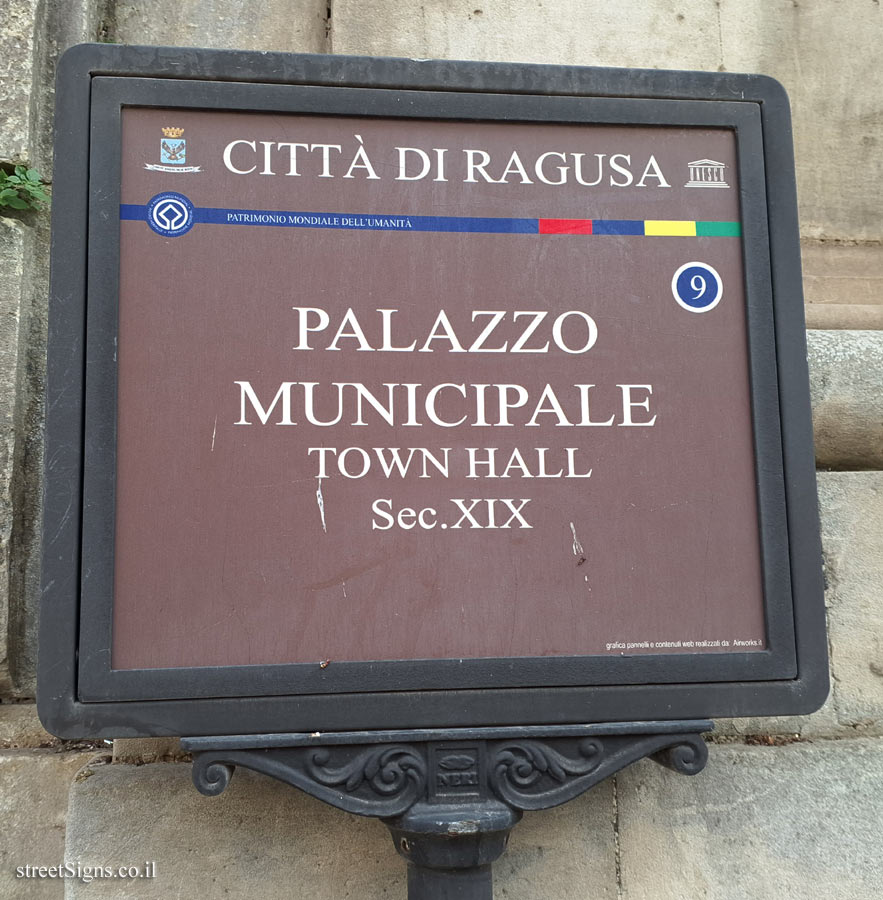 CITTÀ DI RAGUSA
PATRIMONIO MONDIALE DELL'UMANITÀ
9
PALAZZO
MUNICIPALE
TOWN HALL
Sec.XIX
grafica pannelli e contenuti web realizzati da: Airworks.it
NERI
streetSigns.co.il